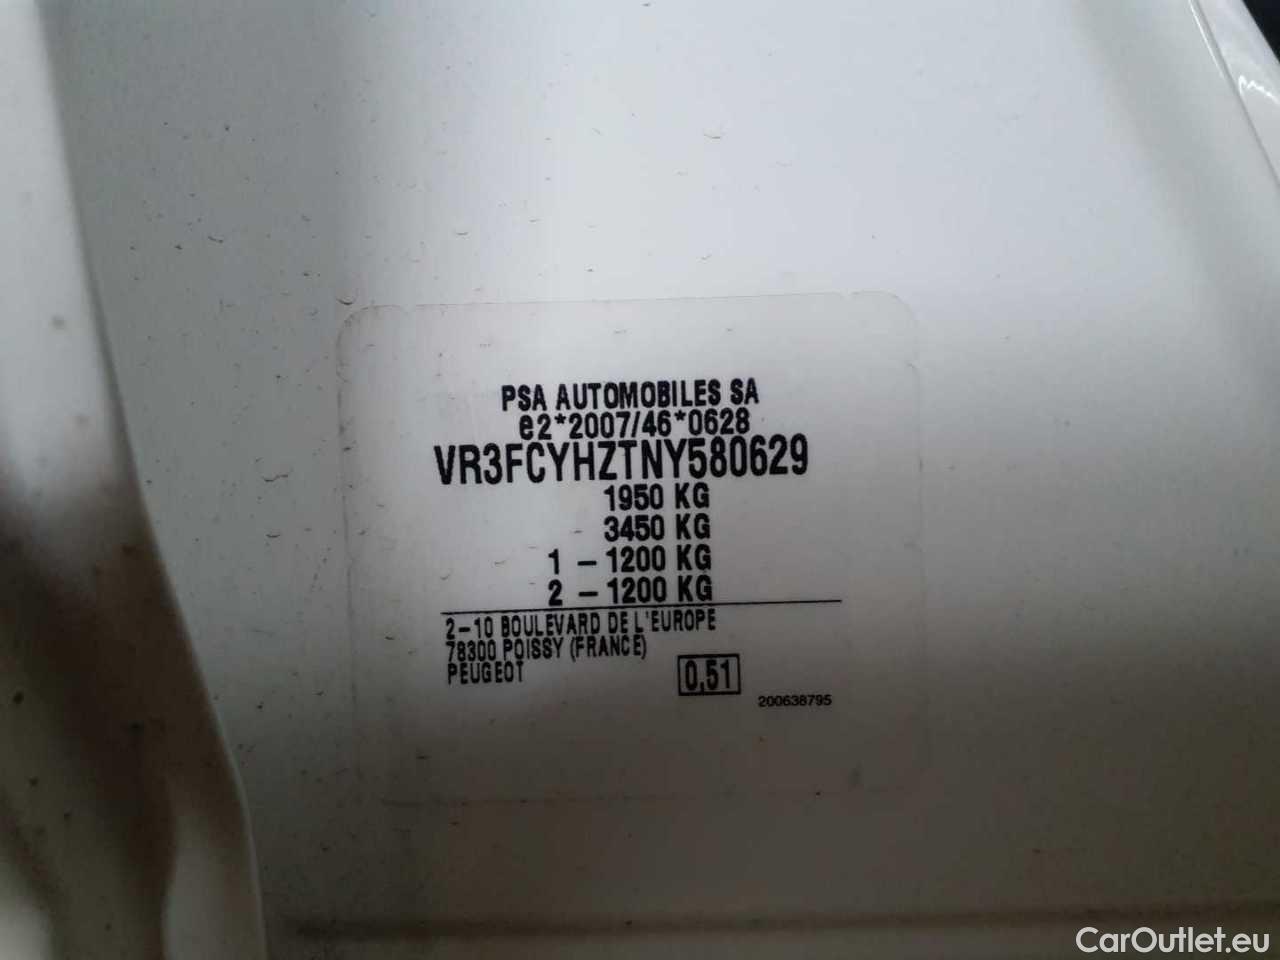 PSA AUTOMOBILES SA
e2*2007/46*0628
VR3FCYHZTNY580629
1950 KG
3450 KG
1 - 1200 KG
2 - 1200 KG
2-10 BOULEVARD DE L'EUROPE
78300 POISSY (FRANCE)
PEUGEOT
0,51
200638795
CarOutlet.eu